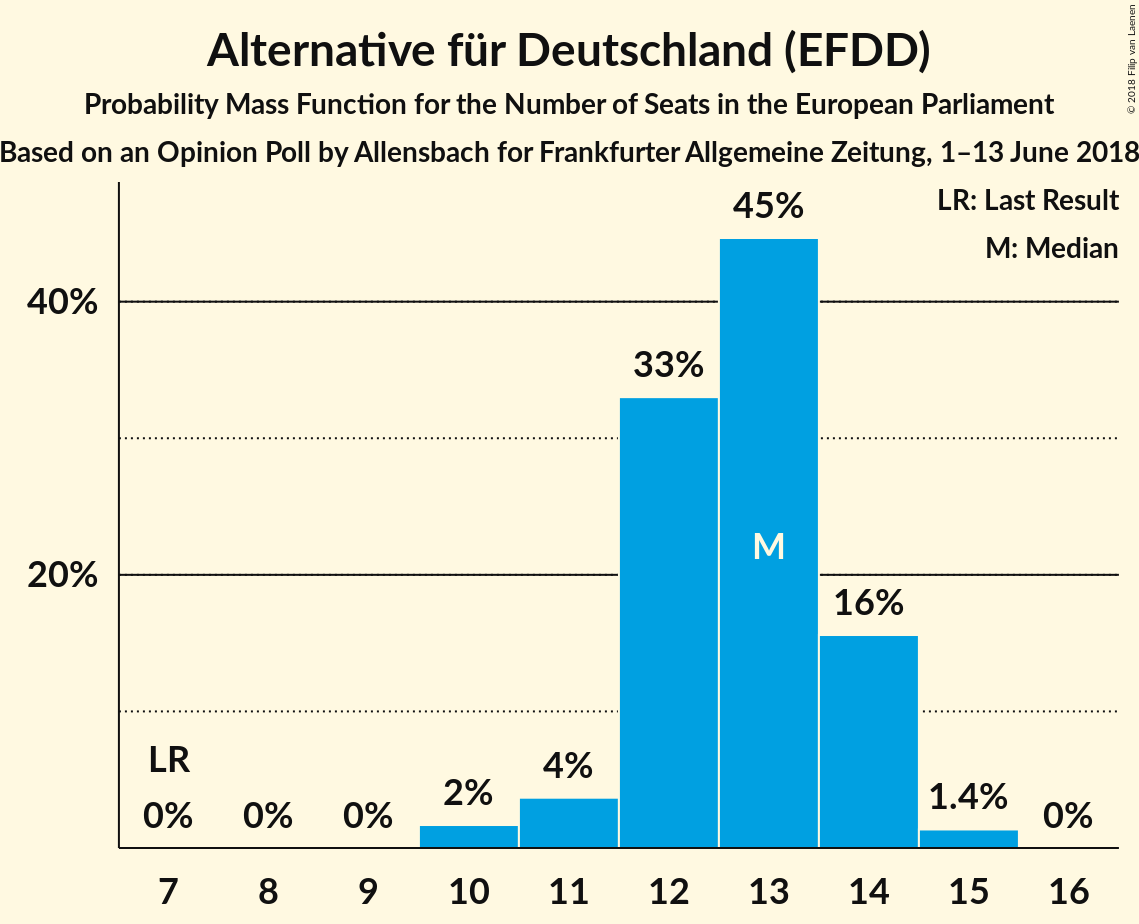 Alternative für Deutschland (EFDD)
Probability Mass Function for the Number of Seats in the European Parliament
Based on an Opinion Poll by Allensbach for Frankfurter Allgemeine Zeitung, 1–13 June 2018
© 2018 Filip van Laenen
LR: Last Result
M: Median
45%
40%
33%
M
20%
16%
LR
4%
2%
1.4%
0%
0%
0%
0%
7
8
9
10
11
12
13
14
15
16